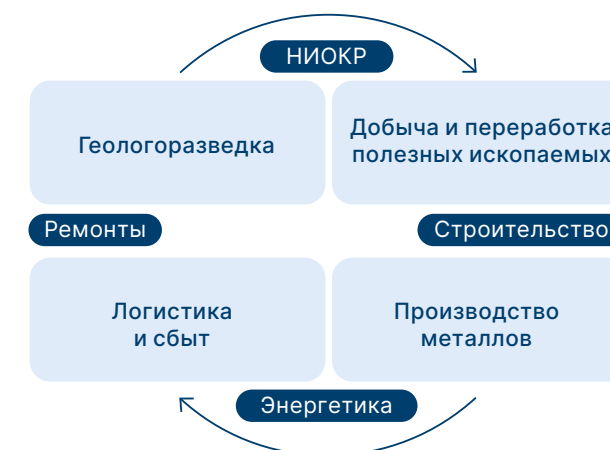 НИОКР
Геологоразведка
Добыча и переработка
полезных ископаемых
Ремонты
Строительство
Логистика
и сбыт
Производство
металлов
Энергетика